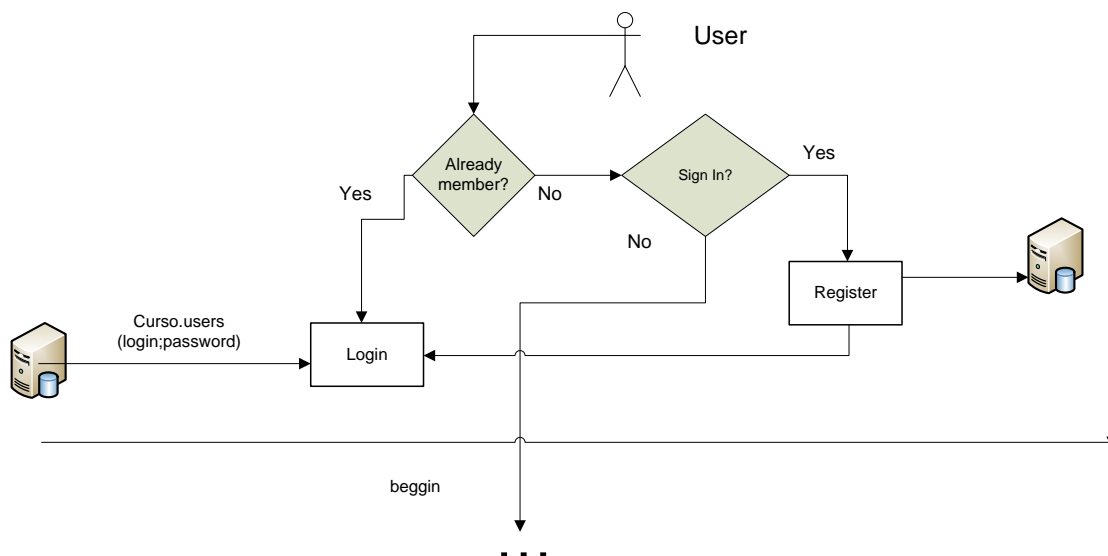 User
Already
member?
Sign In?
Yes
Yes
No
No
Register
Curso.users
(login;password)
Login
beggin
...